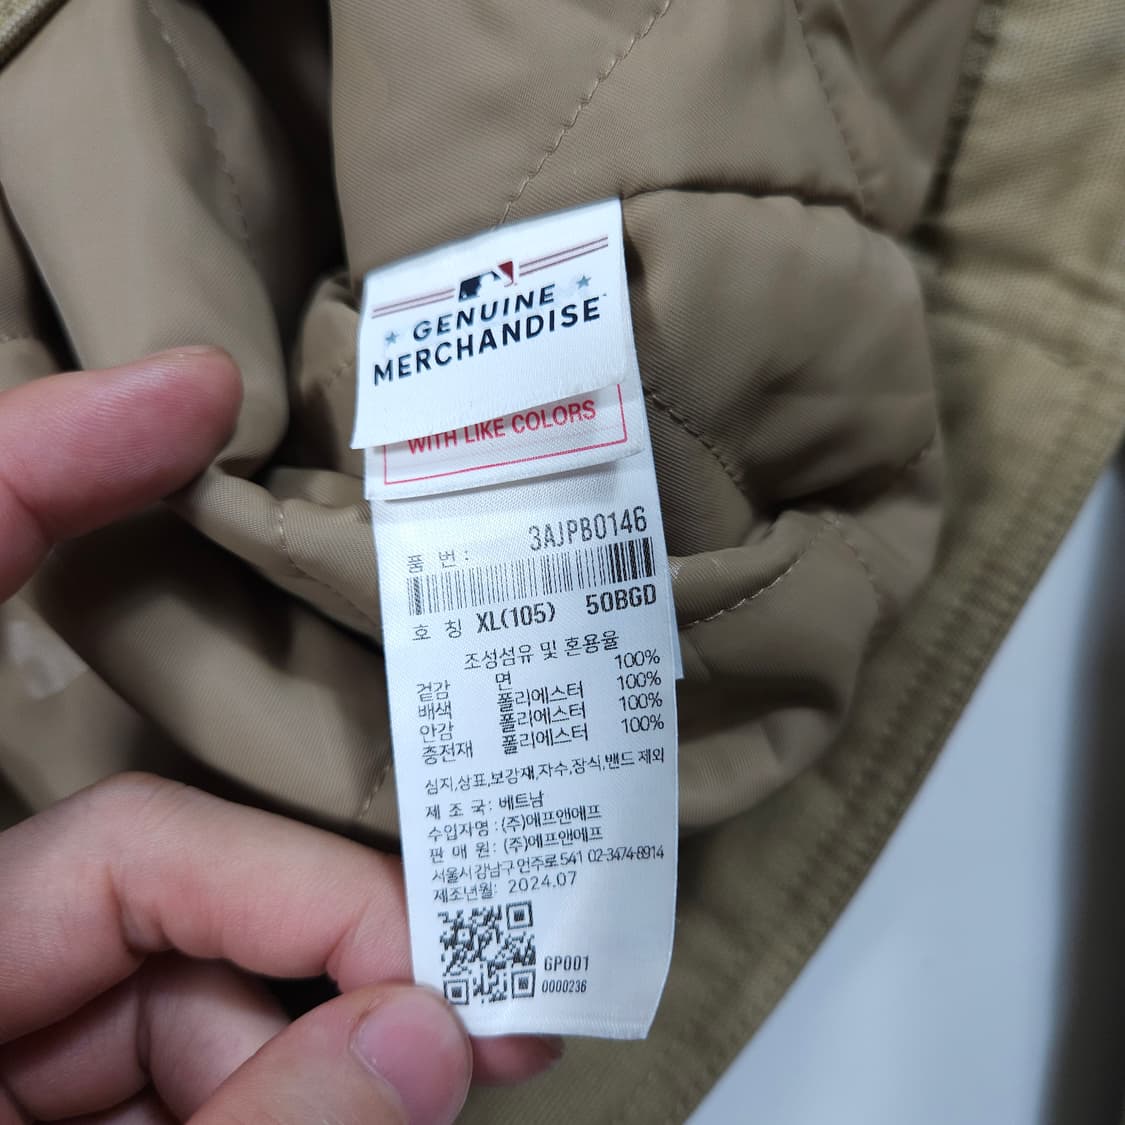 GENUINE
MERCHANDISE
WITH LIKE COLORS
품 번: 3AJPB0146
호 칭 XL(105) 50BGD
조성섬유 및 혼용율
겉감 면 100%
배색 폴리에스터 100%
안감 폴리에스터 100%
충전재 폴리에스터 100%
심지,상표,보강재,자수,장식,밴드 제외
제 조 국: 베트남
수입자명: (주)에프앤에프
판 매 원: (주)에프앤에프
서울시 강남구 언주로 541 02-3474-8914
제조년월: 2024.07
GP001
0000236